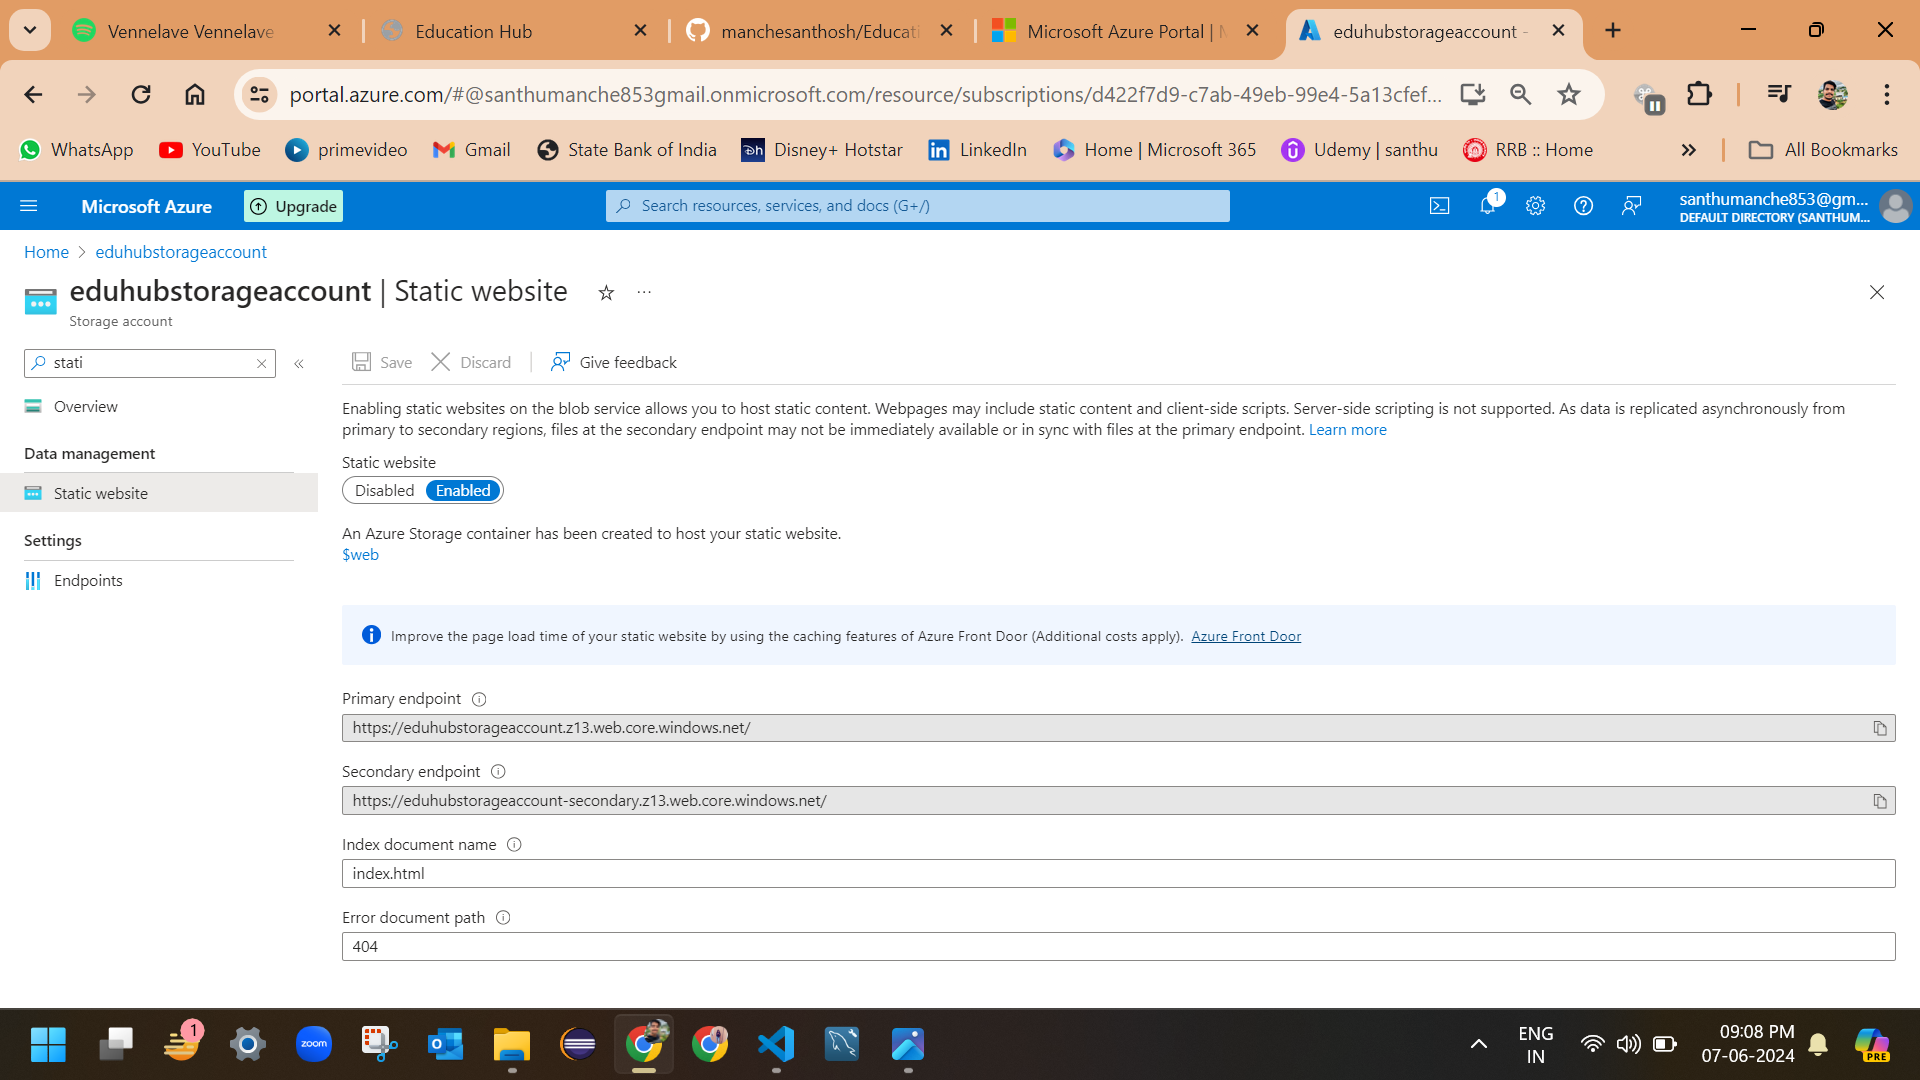 Vennelave Vennelave
Education Hub
manchesanthosh/Educati
Microsoft Azure Portal | M
eduhubstorageaccount -
portal.azure.com/#@santhumanche853gmail.onmicrosoft.com/resource/subscriptions/d422f7d9-c7ab-49eb-99e4-5a13cfef...
WhatsApp
YouTube
primevideo
Gmail
State Bank of India
Disney+ Hotstar
LinkedIn
Home | Microsoft 365
Udemy | santhu
RRB :: Home
All Bookmarks
Microsoft Azure
Upgrade
Search resources, services, and docs (G+/)
1
santhumanche853@gm...
DEFAULT DIRECTORY (SANTHUM...
Home
eduhubstorageaccount
eduhubstorageaccount | Static website
Storage account
stati
Overview
Data management
Static website
Settings
Endpoints
Save
Discard
Give feedback
Enabling static websites on the blob service allows you to host static content. Webpages may include static content and client-side scripts. Server-side scripting is not supported. As data is replicated asynchronously from
primary to secondary regions, files at the secondary endpoint may not be immediately available or in sync with files at the primary endpoint. Learn more
Static website
Disabled
Enabled
An Azure Storage container has been created to host your static website.
$web
Improve the page load time of your static website by using the caching features of Azure Front Door (Additional costs apply). Azure Front Door
Primary endpoint
https://eduhubstorageaccount.z13.web.core.windows.net/
Secondary endpoint
https://eduhubstorageaccount-secondary.z13.web.core.windows.net/
Index document name
index.html
Error document path
404
1
zoom
ENG
IN
09:08 PM
07-06-2024
PRE